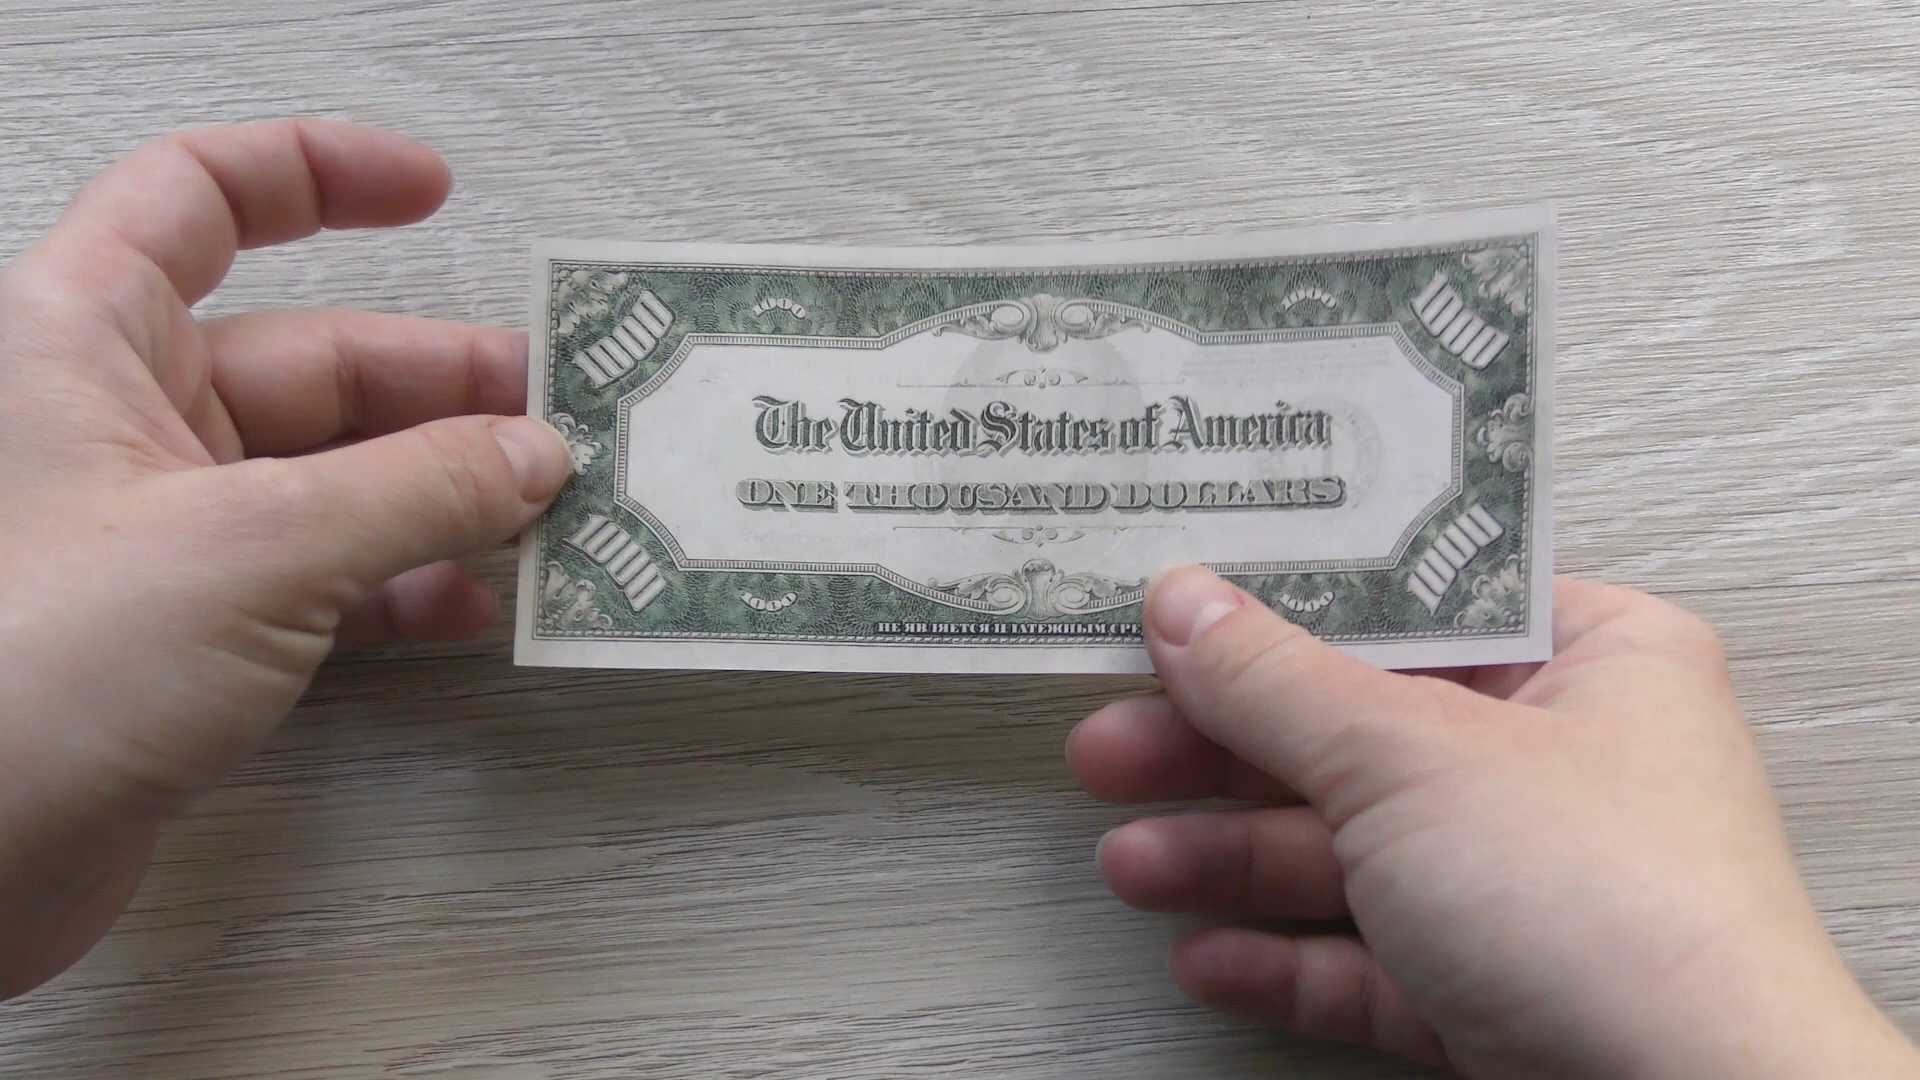 1000 1000 1000 1000
The United States of America
ONE THOUSAND DOLLARS
1000 1000 1000 1000
НЕ ЯВЛЯЕТСЯ ПЛАТЕЖНЫМ СРЕ